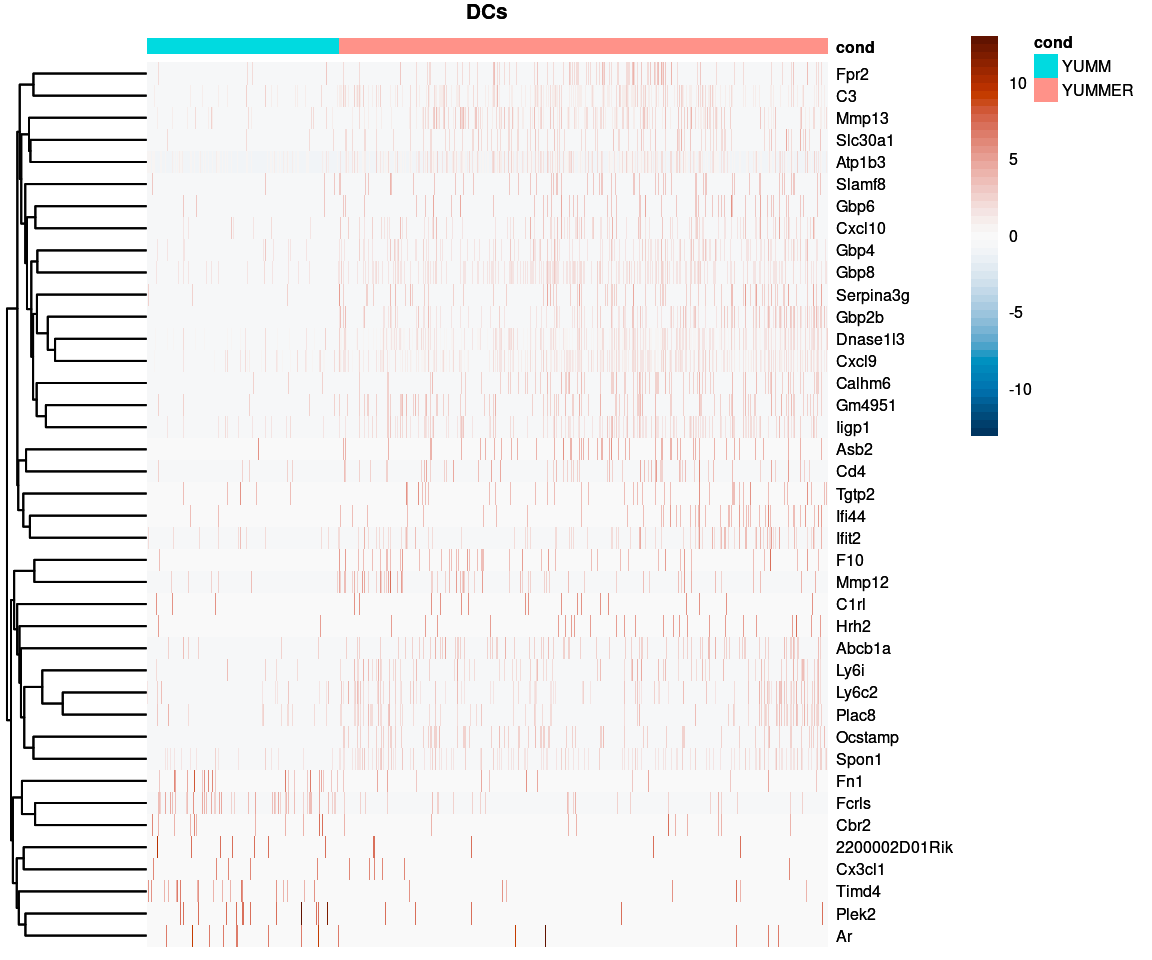 DCs
cond
Fpr2
C3
Mmp13
Slc30a1
Atp1b3
Slamf8
Gbp6
Cxcl10
Gbp4
Gbp8
Serpina3g
Gbp2b
Dnase1l3
Cxcl9
Calhm6
Gm4951
Iigp1
Asb2
Cd4
Tgtp2
Ifi44
Ifit2
F10
Mmp12
C1rl
Hrh2
Abcb1a
Ly6i
Ly6c2
Plac8
Ocstamp
Spon1
Fn1
Fcrls
Cbr2
2200002D01Rik
Cx3cl1
Timd4
Plek2
Ar
10
5
0
-5
-10
cond
YUMM
YUMMER